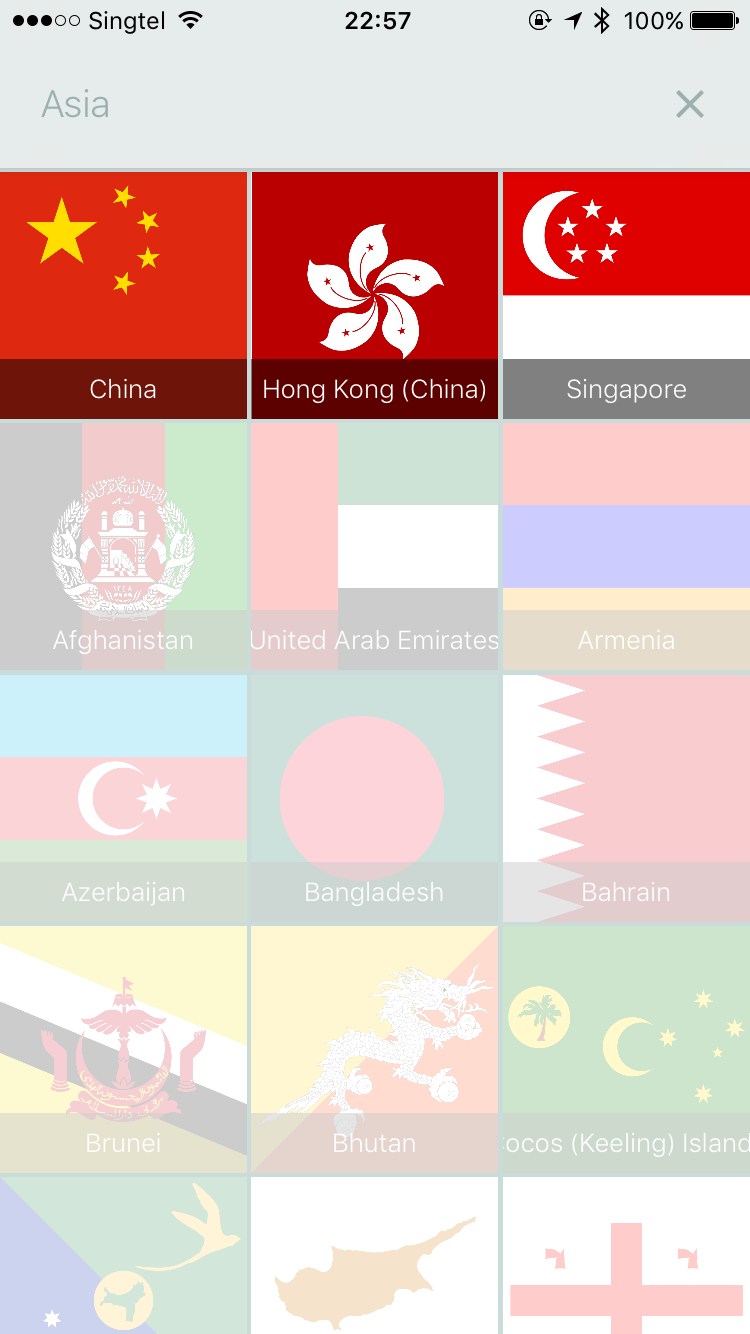 Singtel 22:57 100%
Asia
China
Hong Kong (China)
Singapore
Afghanistan
United Arab Emirates
Armenia
Azerbaijan
Bangladesh
Bahrain
Brunei
Bhutan
ocos (Keeling) Island